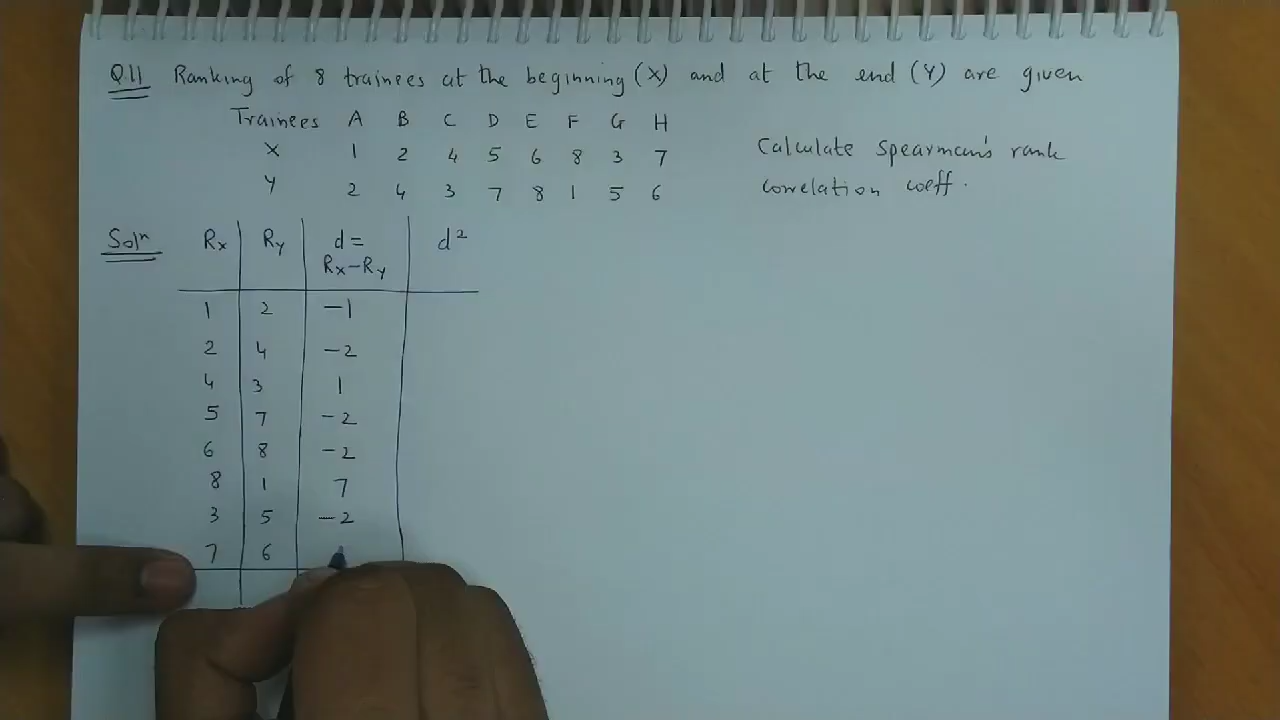 Q11 Ranking of 8 trainees at the beginning (X) and at the end (Y) are given
Trainees A B C D E F G H
X 1 2 4 5 6 8 3 7
Y 2 4 3 7 8 1 5 6
Calculate Spearman's rank
correlation coeff.
Solⁿ Rx Ry d= d²
Rx-Ry
1 2 -1
2 4 -2
4 3 1
5 7 -2
6 8 -2
8 1 7
3 5 -2
7 6